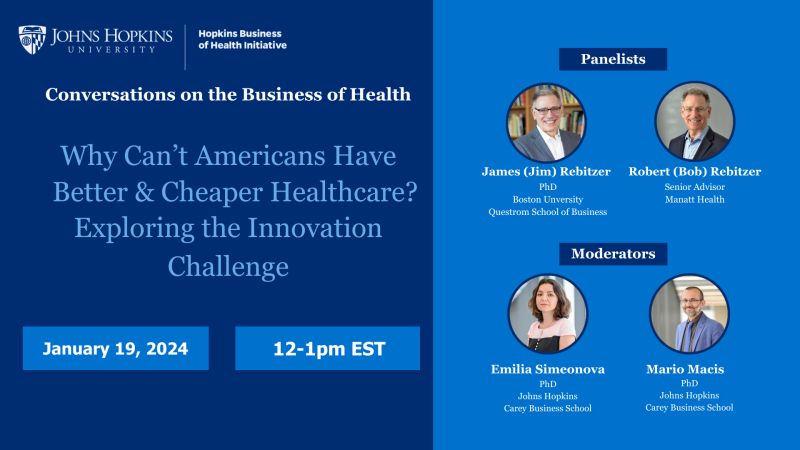 JOHNS HOPKINS
UNIVERSITY
Hopkins Business
of Health Initiative
Conversations on the Business of Health
Why Can't Americans Have
Better & Cheaper Healthcare?
Exploring the Innovation
Challenge
January 19, 2024
12-1pm EST
Panelists
James (Jim) Rebitzer
PhD
Boston Unversity
Questrom School of Business
Robert (Bob) Rebitzer
Senior Advisor
Manatt Health
Moderators
Emilia Simeonova
PhD
Johns Hopkins
Carey Business School
Mario Macis
PhD
Johns Hopkins
Carey Business School